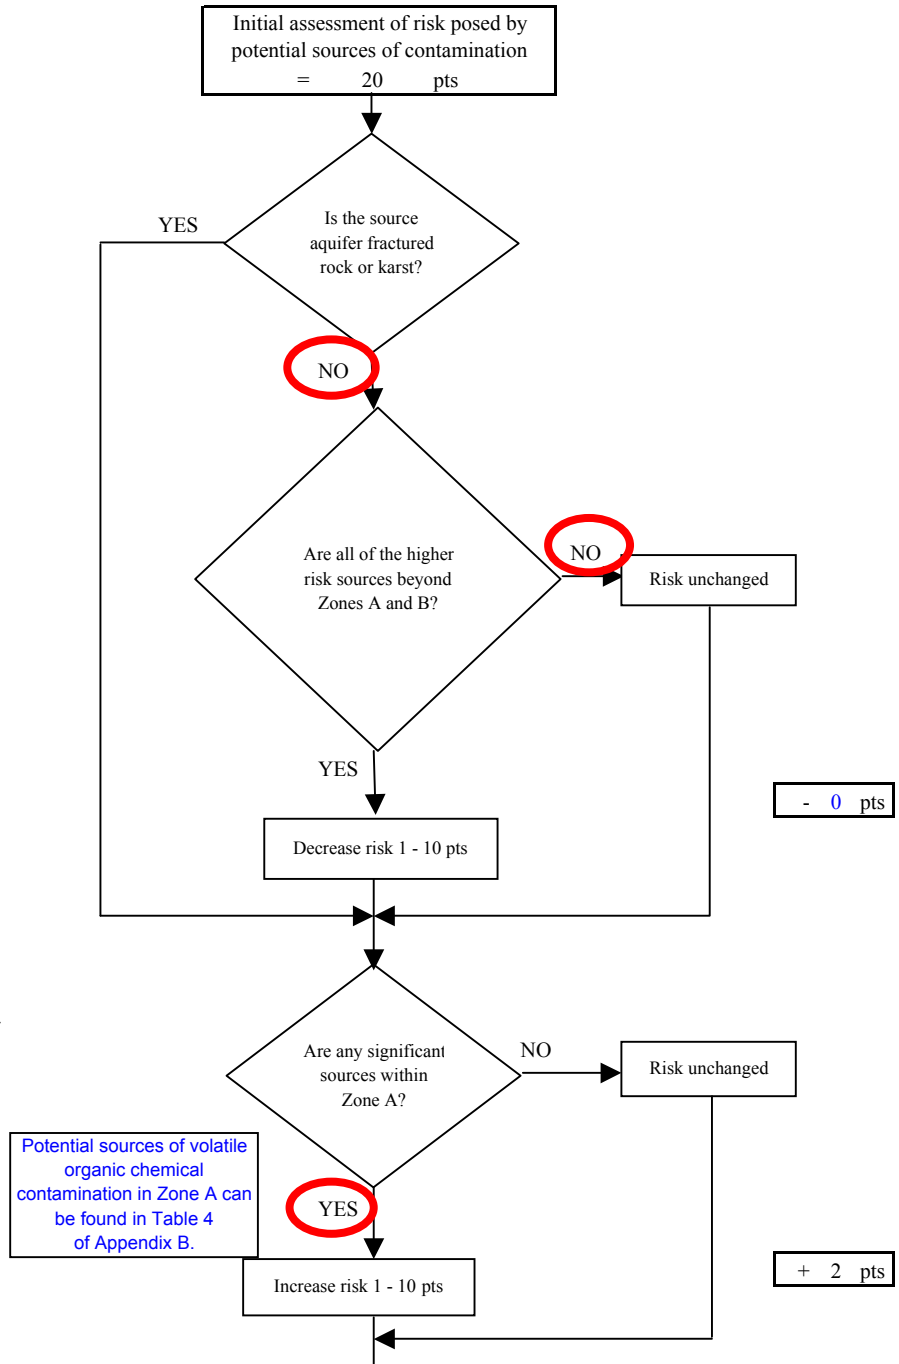 Initial assessment of risk posed by
potential sources of contamination
= 20 pts
YES
Is the source
aquifer fractured
rock or karst?
NO
Are all of the higher
risk sources beyond
Zones A and B?
NO
Risk unchanged
YES
- 0 pts
Decrease risk 1 - 10 pts
Are any significant
sources within
Zone A?
NO
Risk unchanged
Potential sources of volatile
organic chemical
contamination in Zone A can
be found in Table 4
of Appendix B.
YES
+ 2 pts
Increase risk 1 - 10 pts